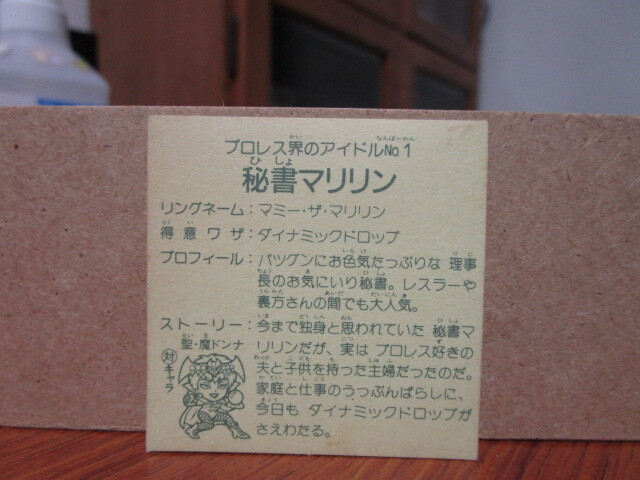 プロレス界のアイドルNo.1
秘書マリリン
リングネーム：マミー・ザ・マリリン
得意ワザ：ダイナミックドロップ
プロフィール：バツグンにお色気たっぷりな 理事
長のお気にいり秘書。レスラーや
裏方さんの間でも大人気。
ストーリー：今まで独身と思われていた 秘書マ
リリンだが、実は プロレス好きの
夫と子供を持った主婦だったのだ。
家庭と仕事のうっぷんばらしに、
今日も ダイナミックドロップが
さえわたる。
聖・魔ドンナ
対キャラ